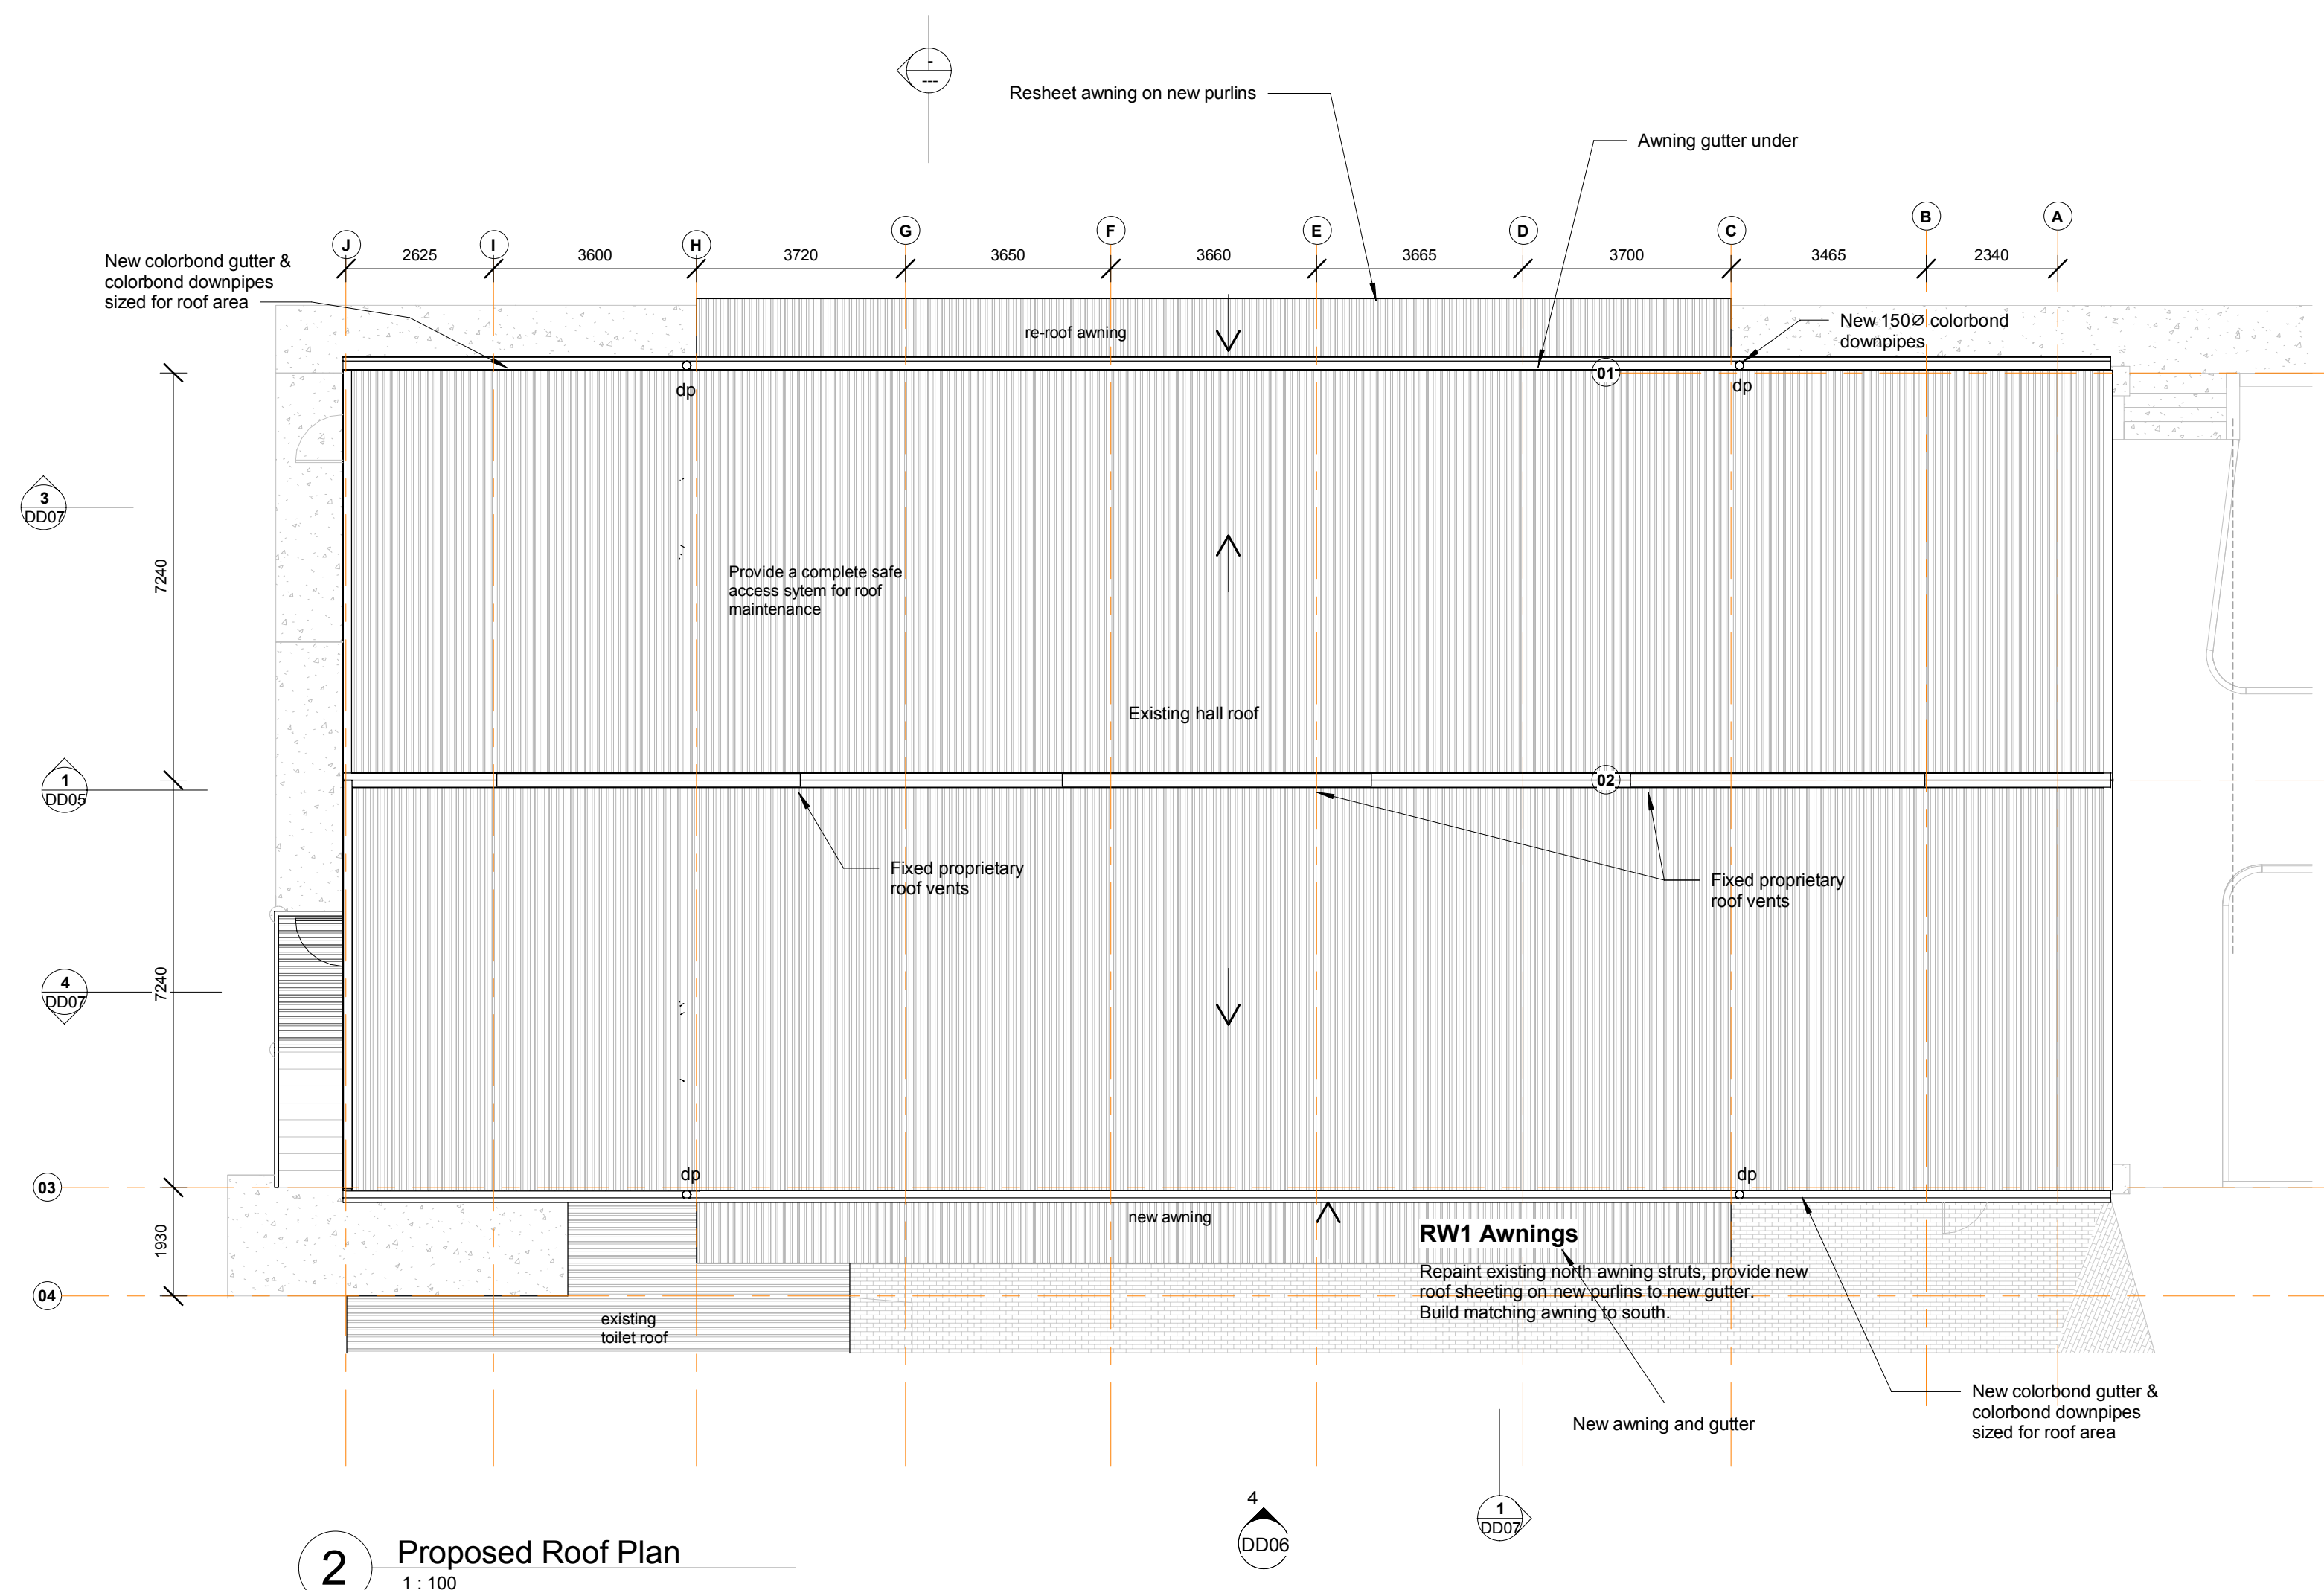 -
---
Resheet awning on new purlins
Awning gutter under
J
I
H
G
F
E
D
C
B
A
2625
3600
3720
3650
3660
3665
3700
3465
2340
New colorbond gutter &
colorbond downpipes
sized for roof area
re-roof awning
New 150Ø colorbond
downpipes
01
dp
dp
3
DD07
7240
Provide a complete safe
access sytem for roof
maintenance
Existing hall roof
1
DD05
02
Fixed proprietary
roof vents
Fixed proprietary
roof vents
4
DD07
7240
dp
dp
03
new awning
RW1 Awnings
1930
Repaint existing north awning struts, provide new
roof sheeting on new purlins to new gutter.
Build matching awning to south.
04
existing
toilet roof
New colorbond gutter &
colorbond downpipes
sized for roof area
New awning and gutter
4
DD06
1
DD07
2
Proposed Roof Plan
1 : 100